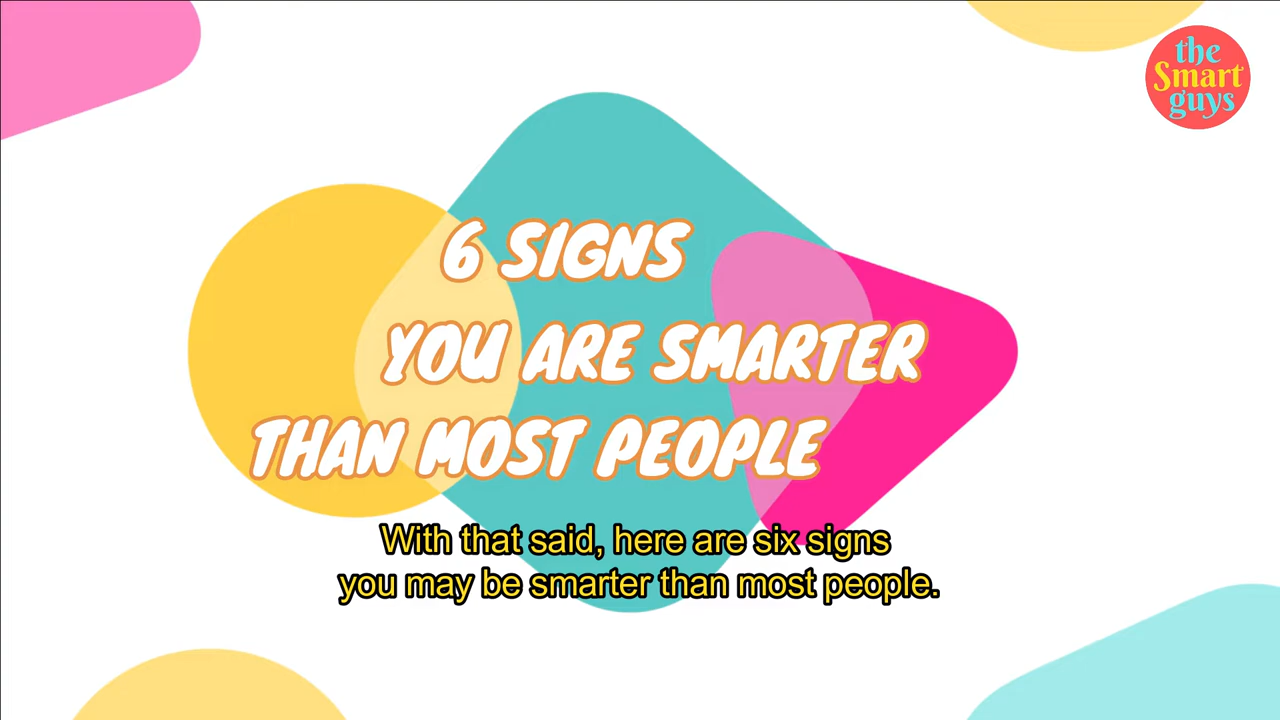 the
Smart
guys
6 SIGNS
YOU ARE SMARTER
THAN MOST PEOPLE
With that said, here are six signs
you may be smarter than most people.